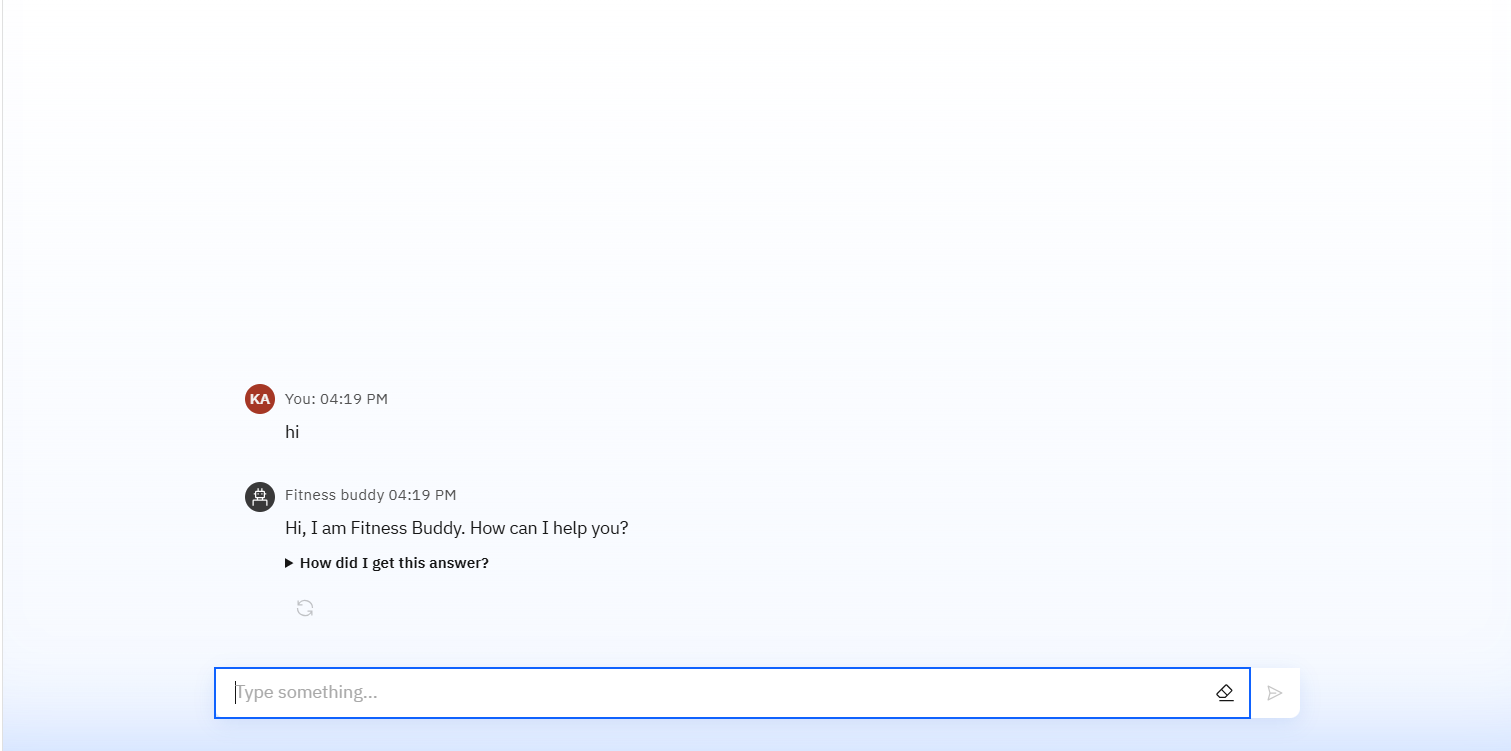 KA You: 04:19 PM
hi
Fitness buddy 04:19 PM
Hi, I am Fitness Buddy. How can I help you?
How did I get this answer?
Type something...